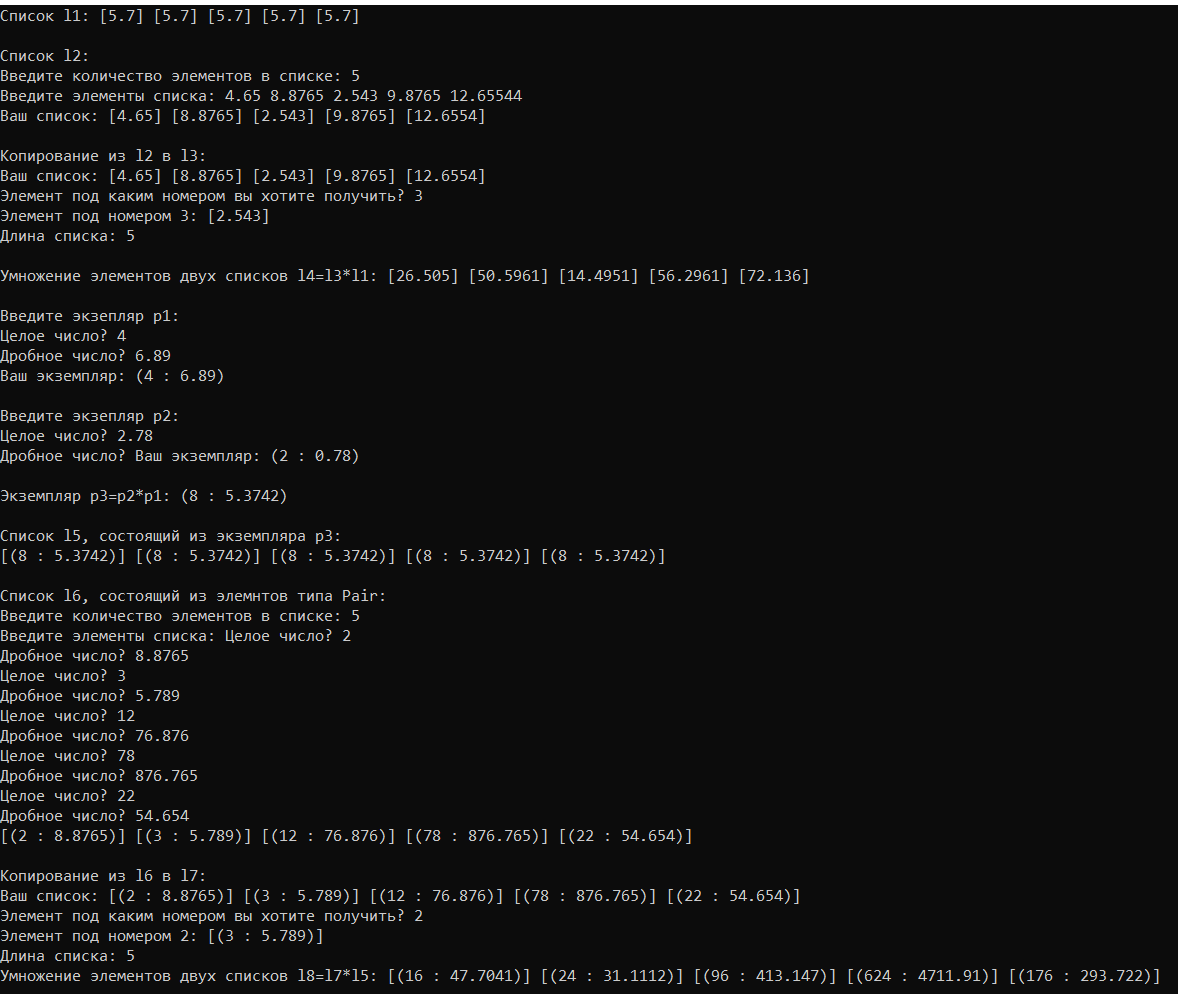 Список l1: [5.7] [5.7] [5.7] [5.7] [5.7]
Список l2:
Введите количество элементов в списке: 5
Введите элементы списка: 4.65 8.8765 2.543 9.8765 12.65544
Ваш список: [4.65] [8.8765] [2.543] [9.8765] [12.6554]
Копирование из l2 в l3:
Ваш список: [4.65] [8.8765] [2.543] [9.8765] [12.6554]
Элемент под каким номером вы хотите получить? 3
Элемент под номером 3: [2.543]
Длина списка: 5
Умножение элементов двух списков l4=l3*l1: [26.505] [50.5961] [14.4951] [56.2961] [72.136]
Введите экзепляр p1:
Целое число? 4
Дробное число? 6.89
Ваш экземпляр: (4 : 6.89)
Введите экзепляр p2:
Целое число? 2.78
Дробное число? Ваш экземпляр: (2 : 0.78)
Экземпляр p3=p2*p1: (8 : 5.3742)
Список l5, состоящий из экземпляра p3:
[(8 : 5.3742)] [(8 : 5.3742)] [(8 : 5.3742)] [(8 : 5.3742)] [(8 : 5.3742)]
Список l6, состоящий из элемнтов типа Pair:
Введите количество элементов в списке: 5
Введите элементы списка: Целое число? 2
Дробное число? 8.8765
Целое число? 3
Дробное число? 5.789
Целое число? 12
Дробное число? 76.876
Целое число? 78
Дробное число? 876.765
Целое число? 22
Дробное число? 54.654
[(2 : 8.8765)] [(3 : 5.789)] [(12 : 76.876)] [(78 : 876.765)] [(22 : 54.654)]
Копирование из l6 в l7:
Ваш список: [(2 : 8.8765)] [(3 : 5.789)] [(12 : 76.876)] [(78 : 876.765)] [(22 : 54.654)]
Элемент под каким номером вы хотите получить? 2
Элемент под номером 2: [(3 : 5.789)]
Длина списка: 5
Умножение элементов двух списков l8=l7*l5: [(16 : 47.7041)] [(24 : 31.1112)] [(96 : 413.147)] [(624 : 4711.91)] [(176 : 293.722)]